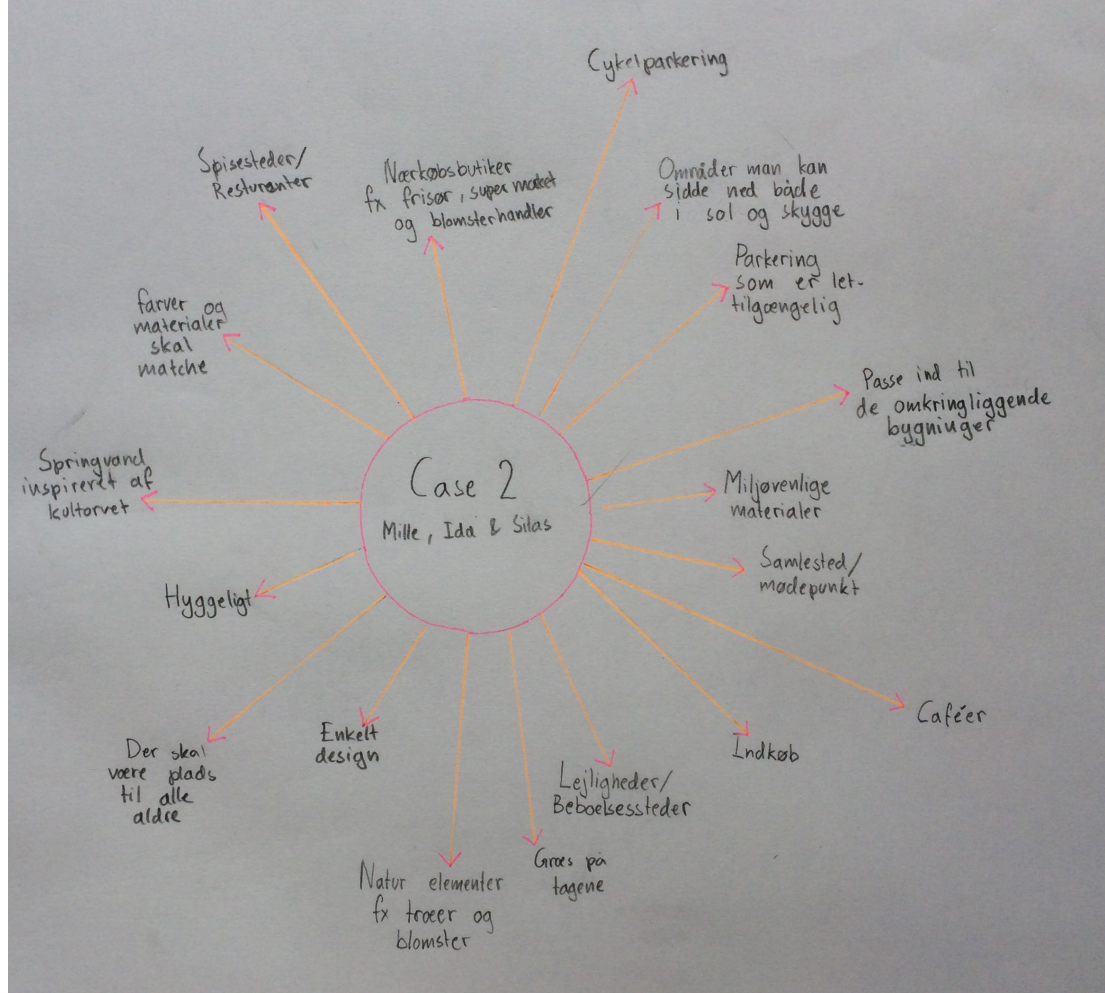 Case 2
Mille, Ida & Silas
Cykelparkering
Områder man kan
sidde ned både
i sol og skygge
Parkering
som er let-
tilgængelig
Passe ind til
de omkringliggende
bygninger
Miljøvenlige
materialer
Samlested/
mødepunkt
Caféer
Indkøb
Lejligheder/
Beboelsessteder
Græs på
tagene
Natur elementer
fx træer og
blomster
Enkelt
design
Der skal
være plads
til alle
aldre
Hyggeligt
Springvand
inspireret af
kultorvet
farver og
materialer
skal
matche
Spisesteder/
Resturanter
Nærkøbsbutiker
fx frisør, super maket
og blomsterhandler